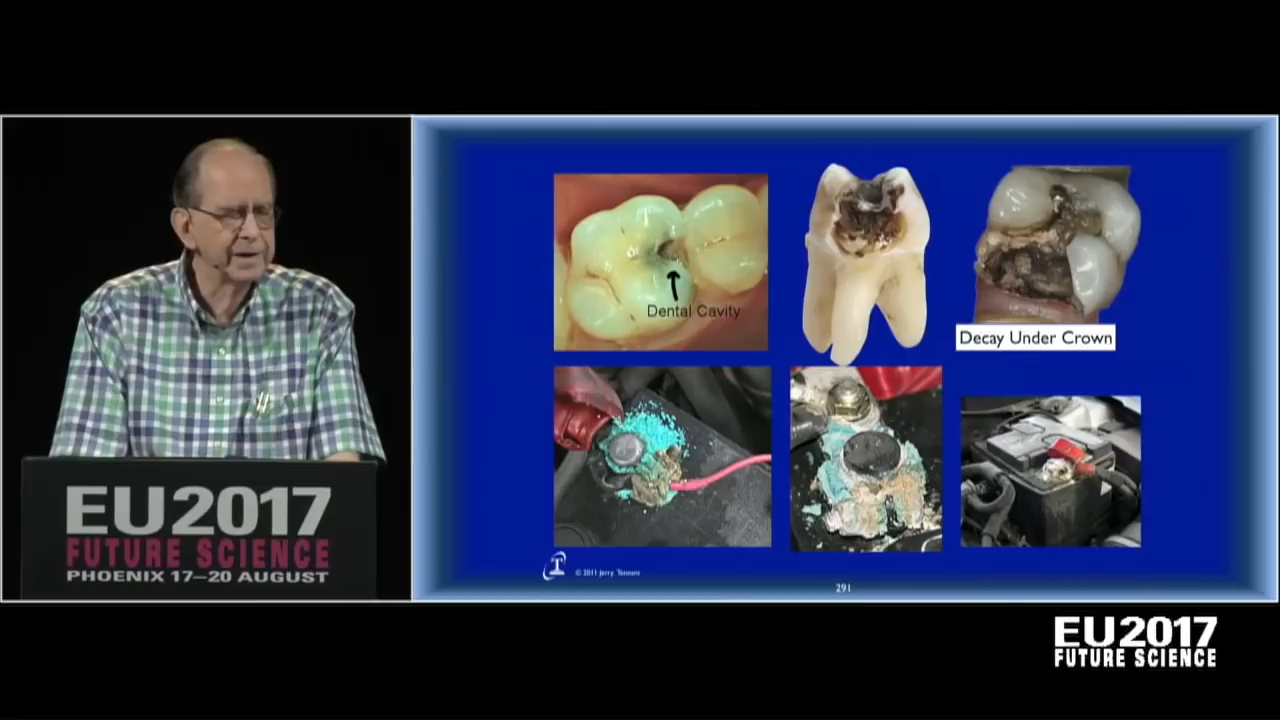 EU2017
FUTURE SCIENCE
PHOENIX 17–20 AUGUST
Dental Cavity
Decay Under Crown
T
© 2011 Jerry Tennant
291
EU2017
FUTURE SCIENCE